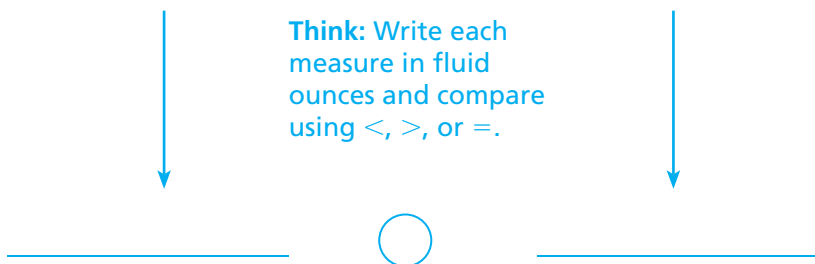 Think: Write each
measure in fluid
ounces and compare
using <, >, or =.